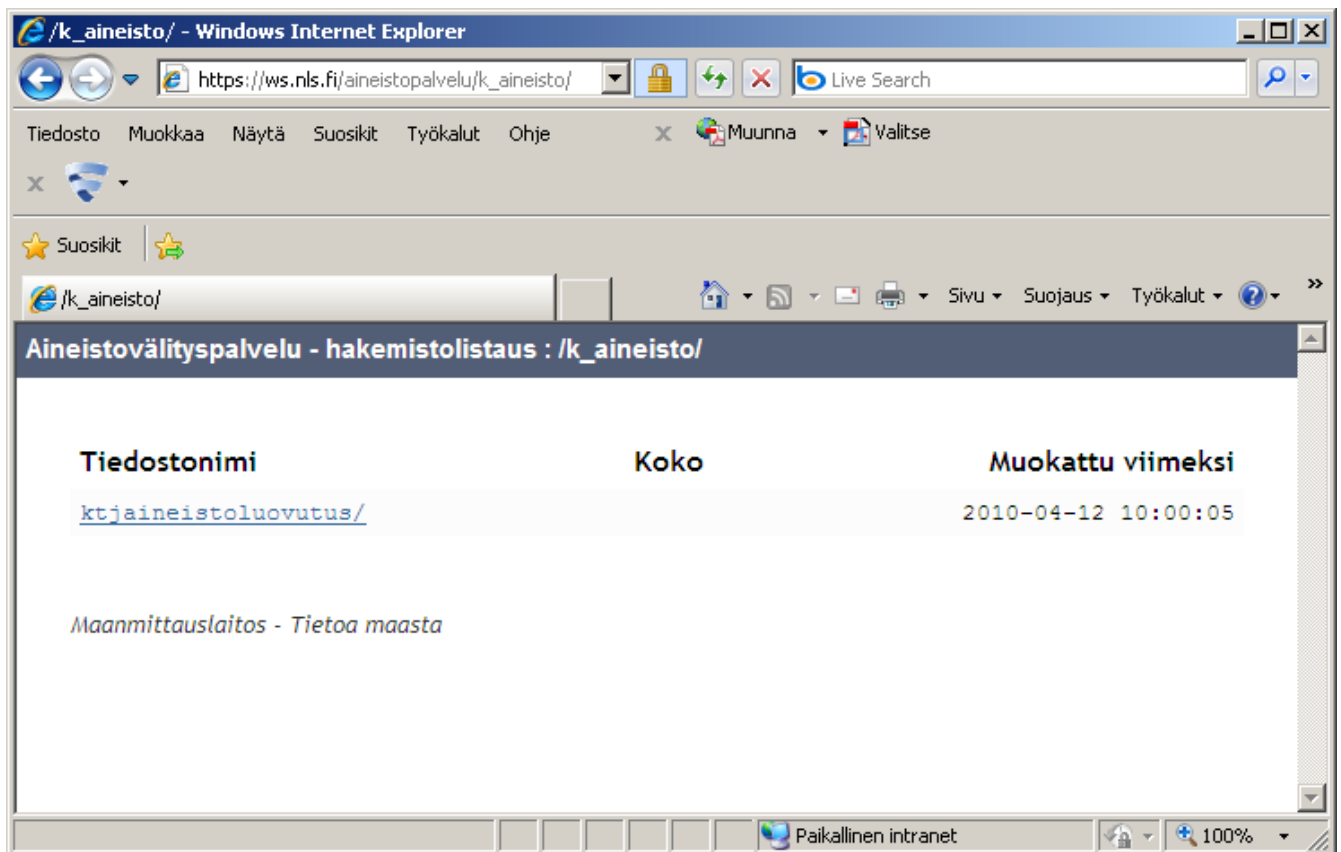 /k_aineisto/ - Windows Internet Explorer
https://ws.nls.fi/aineistopalvelu/k_aineisto/ Live Search
Tiedosto Muokkaa Näytä Suosikit Työkalut Ohje x Muunna Valitse
x
Suosikit
/k_aineisto/ Sivu Suojaus Työkalut »
Aineistovälityspalvelu - hakemistolistaus : /k_aineisto/
Tiedostonimi Koko Muokattu viimeksi
ktjaineistoluovutus/ 2010-04-12 10:00:05
Maanmittauslaitos - Tietoa maasta
Paikallinen intranet 100%